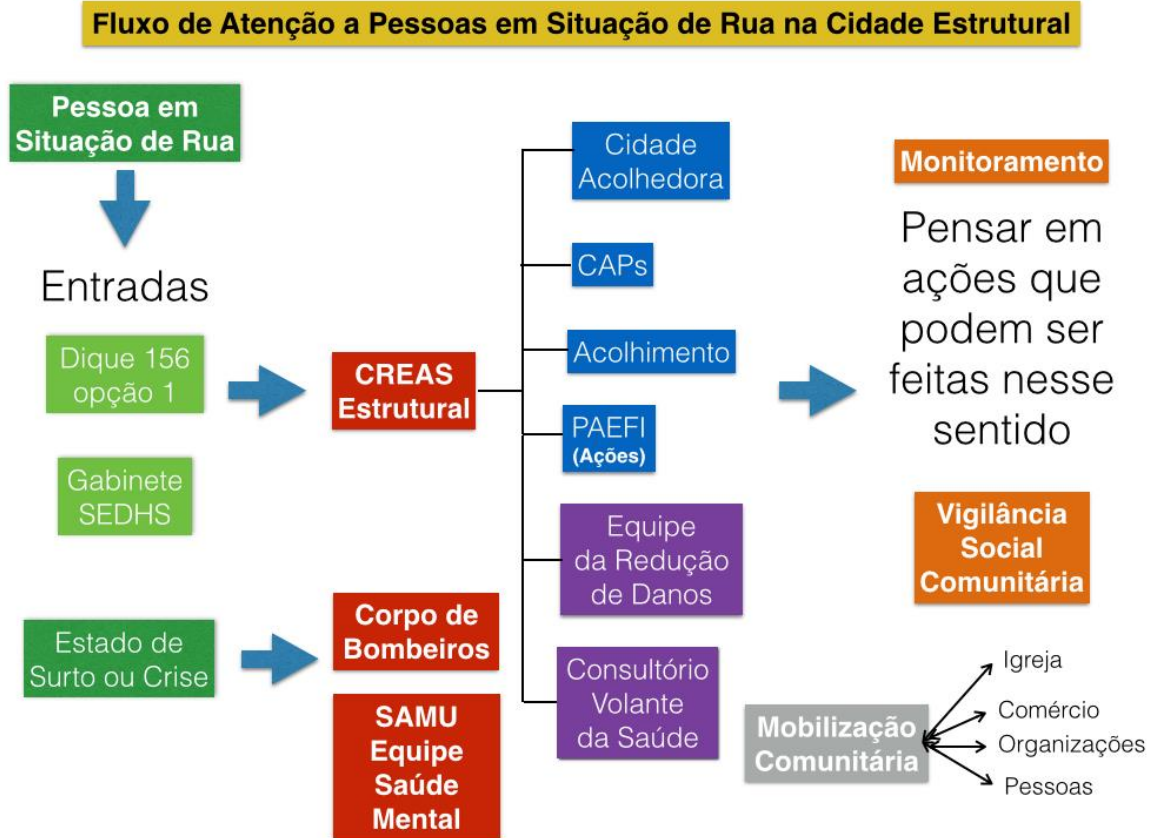 Fluxo de Atenção a Pessoas em Situação de Rua na Cidade Estrutural
Pessoa em
Situação de Rua
Entradas
Dique 156
opção 1
Gabinete
SEDHS
Estado de
Surto ou Crise
CREAS
Estrutural
Corpo de
Bombeiros
SAMU
Equipe
Saúde
Mental
Cidade
Acolhedora
CAPs
Acolhimento
PAEFI
(Ações)
Equipe
da Redução
de Danos
Consultório
Volante
da Saúde
Monitoramento
Pensar em
ações que
podem ser
feitas nesse
sentido
Vigilância
Social
Comunitária
Mobilização
Comunitária
Igreja
Comércio
Organizações
Pessoas